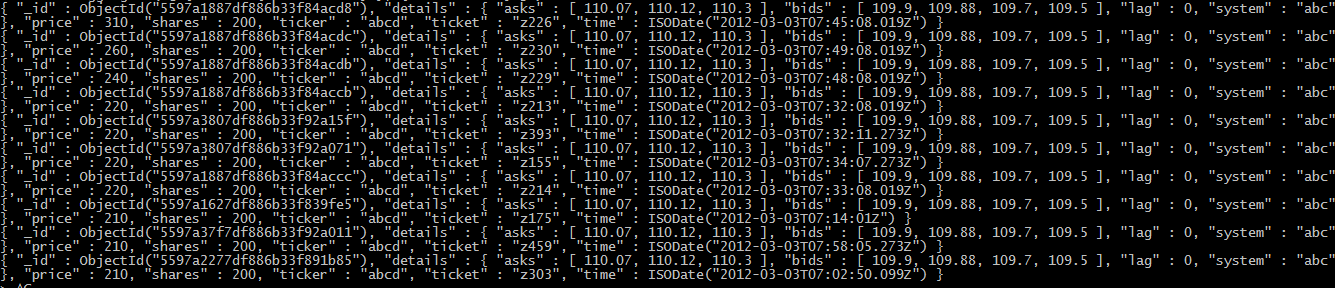 { "_id" : ObjectId("5597a1887df886b33f84acd8"), "details" : { "asks" : [ 110.07, 110.12, 110.3 ], "bids" : [ 109.9, 109.88, 109.7, 109.5 ], "lag" : 0, "system" : "abc"
}, "price" : 310, "shares" : 200, "ticker" : "abcd", "ticket" : "z226", "time" : ISODate("2012-03-03T07:45:08.019Z") }
{ "_id" : ObjectId("5597a1887df886b33f84acdc"), "details" : { "asks" : [ 110.07, 110.12, 110.3 ], "bids" : [ 109.9, 109.88, 109.7, 109.5 ], "lag" : 0, "system" : "abc"
}, "price" : 260, "shares" : 200, "ticker" : "abcd", "ticket" : "z230", "time" : ISODate("2012-03-03T07:49:08.019Z") }
{ "_id" : ObjectId("5597a1887df886b33f84acdb"), "details" : { "asks" : [ 110.07, 110.12, 110.3 ], "bids" : [ 109.9, 109.88, 109.7, 109.5 ], "lag" : 0, "system" : "abc"
}, "price" : 240, "shares" : 200, "ticker" : "abcd", "ticket" : "z229", "time" : ISODate("2012-03-03T07:48:08.019Z") }
{ "_id" : ObjectId("5597a1887df886b33f84accb"), "details" : { "asks" : [ 110.07, 110.12, 110.3 ], "bids" : [ 109.9, 109.88, 109.7, 109.5 ], "lag" : 0, "system" : "abc"
}, "price" : 220, "shares" : 200, "ticker" : "abcd", "ticket" : "z213", "time" : ISODate("2012-03-03T07:32:08.019Z") }
{ "_id" : ObjectId("5597a3807df886b33f92a15f"), "details" : { "asks" : [ 110.07, 110.12, 110.3 ], "bids" : [ 109.9, 109.88, 109.7, 109.5 ], "lag" : 0, "system" : "abc"
}, "price" : 220, "shares" : 200, "ticker" : "abcd", "ticket" : "z393", "time" : ISODate("2012-03-03T07:32:11.273Z") }
{ "_id" : ObjectId("5597a3807df886b33f92a071"), "details" : { "asks" : [ 110.07, 110.12, 110.3 ], "bids" : [ 109.9, 109.88, 109.7, 109.5 ], "lag" : 0, "system" : "abc"
}, "price" : 220, "shares" : 200, "ticker" : "abcd", "ticket" : "z155", "time" : ISODate("2012-03-03T07:34:07.273Z") }
{ "_id" : ObjectId("5597a1887df886b33f84accc"), "details" : { "asks" : [ 110.07, 110.12, 110.3 ], "bids" : [ 109.9, 109.88, 109.7, 109.5 ], "lag" : 0, "system" : "abc"
}, "price" : 220, "shares" : 200, "ticker" : "abcd", "ticket" : "z214", "time" : ISODate("2012-03-03T07:33:08.019Z") }
{ "_id" : ObjectId("5597a1627df886b33f839fe5"), "details" : { "asks" : [ 110.07, 110.12, 110.3 ], "bids" : [ 109.9, 109.88, 109.7, 109.5 ], "lag" : 0, "system" : "abc"
}, "price" : 210, "shares" : 200, "ticker" : "abcd", "ticket" : "z175", "time" : ISODate("2012-03-03T07:14:01Z") }
{ "_id" : ObjectId("5597a37f7df886b33f92a011"), "details" : { "asks" : [ 110.07, 110.12, 110.3 ], "bids" : [ 109.9, 109.88, 109.7, 109.5 ], "lag" : 0, "system" : "abc"
}, "price" : 210, "shares" : 200, "ticker" : "abcd", "ticket" : "z459", "time" : ISODate("2012-03-03T07:58:05.273Z") }
{ "_id" : ObjectId("5597a2277df886b33f891b85"), "details" : { "asks" : [ 110.07, 110.12, 110.3 ], "bids" : [ 109.9, 109.88, 109.7, 109.5 ], "lag" : 0, "system" : "abc"
}, "price" : 210, "shares" : 200, "ticker" : "abcd", "ticket" : "z303", "time" : ISODate("2012-03-03T07:02:50.099Z") }